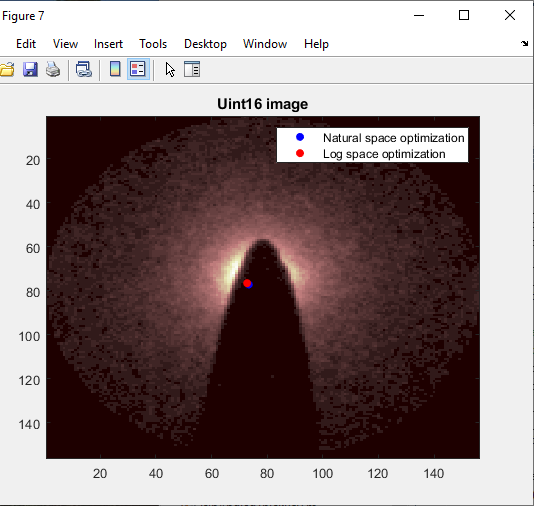 Figure 7
Edit View Insert Tools Desktop Window Help
Uint16 image
Natural space optimization
Log space optimization
20
40
60
80
100
120
140
20 40 60 80 100 120 140